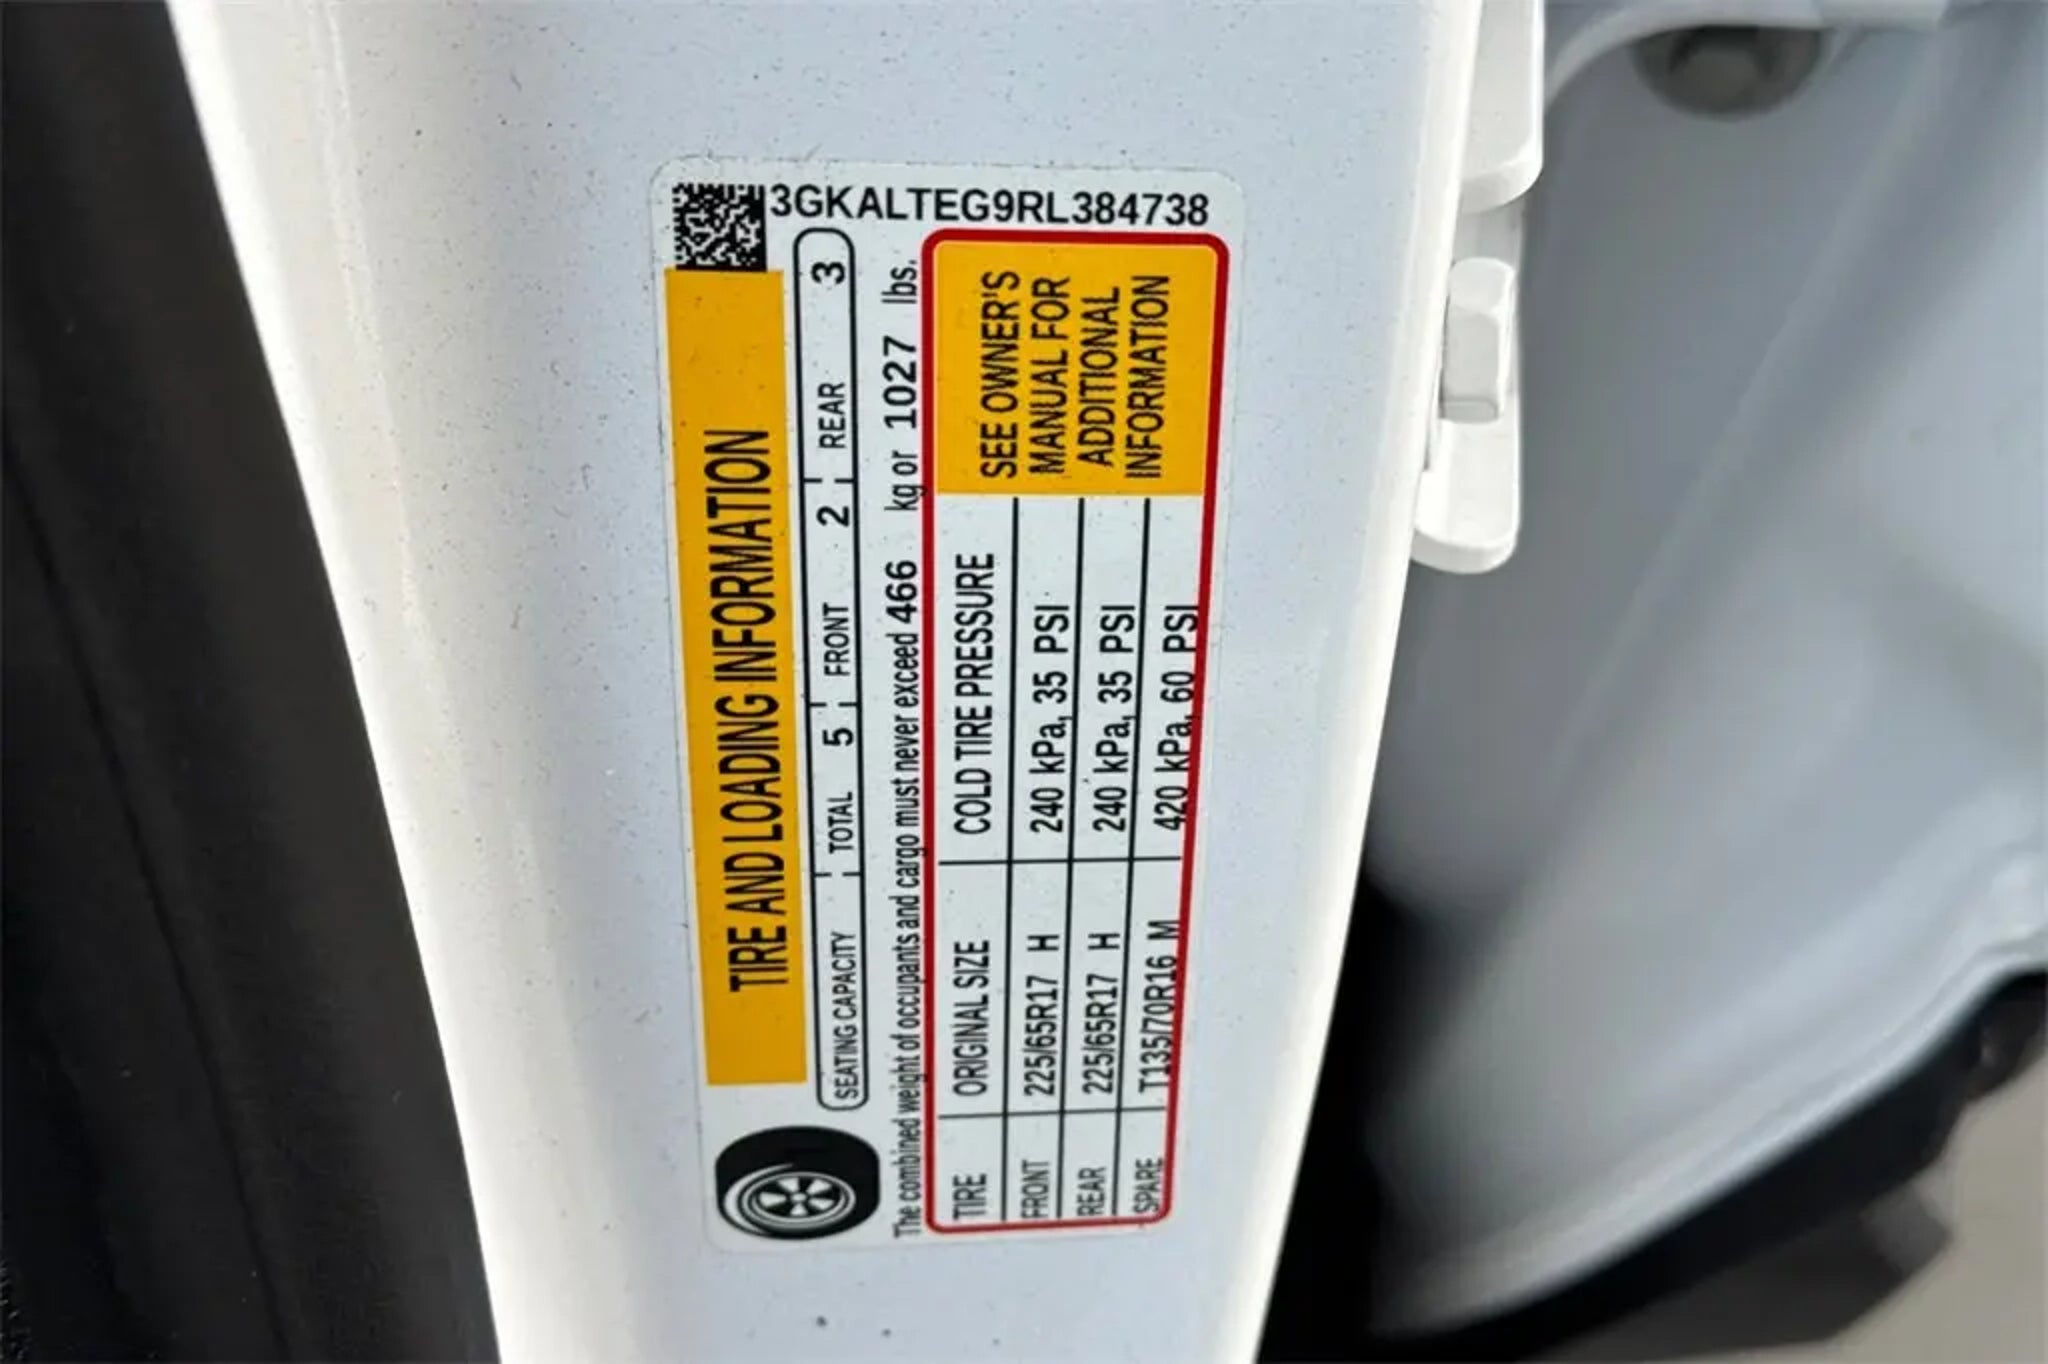 3GKALTEG9RL384738
TIRE AND LOADING INFORMATION
SEATING CAPACITY TOTAL 5 FRONT 2 REAR 3
The combined weight of occupants and cargo must never exceed 466 kg or 1027 lbs.
TIRE ORIGINAL SIZE COLD TIRE PRESSURE
FRONT 225/65R17 H 240 kPa, 35 PSI
REAR 225/65R17 H 240 kPa, 35 PSI
SPARE T135/70R16 M 420 kPa, 60 PSI
SEE OWNER'S
MANUAL FOR
ADDITIONAL
INFORMATION